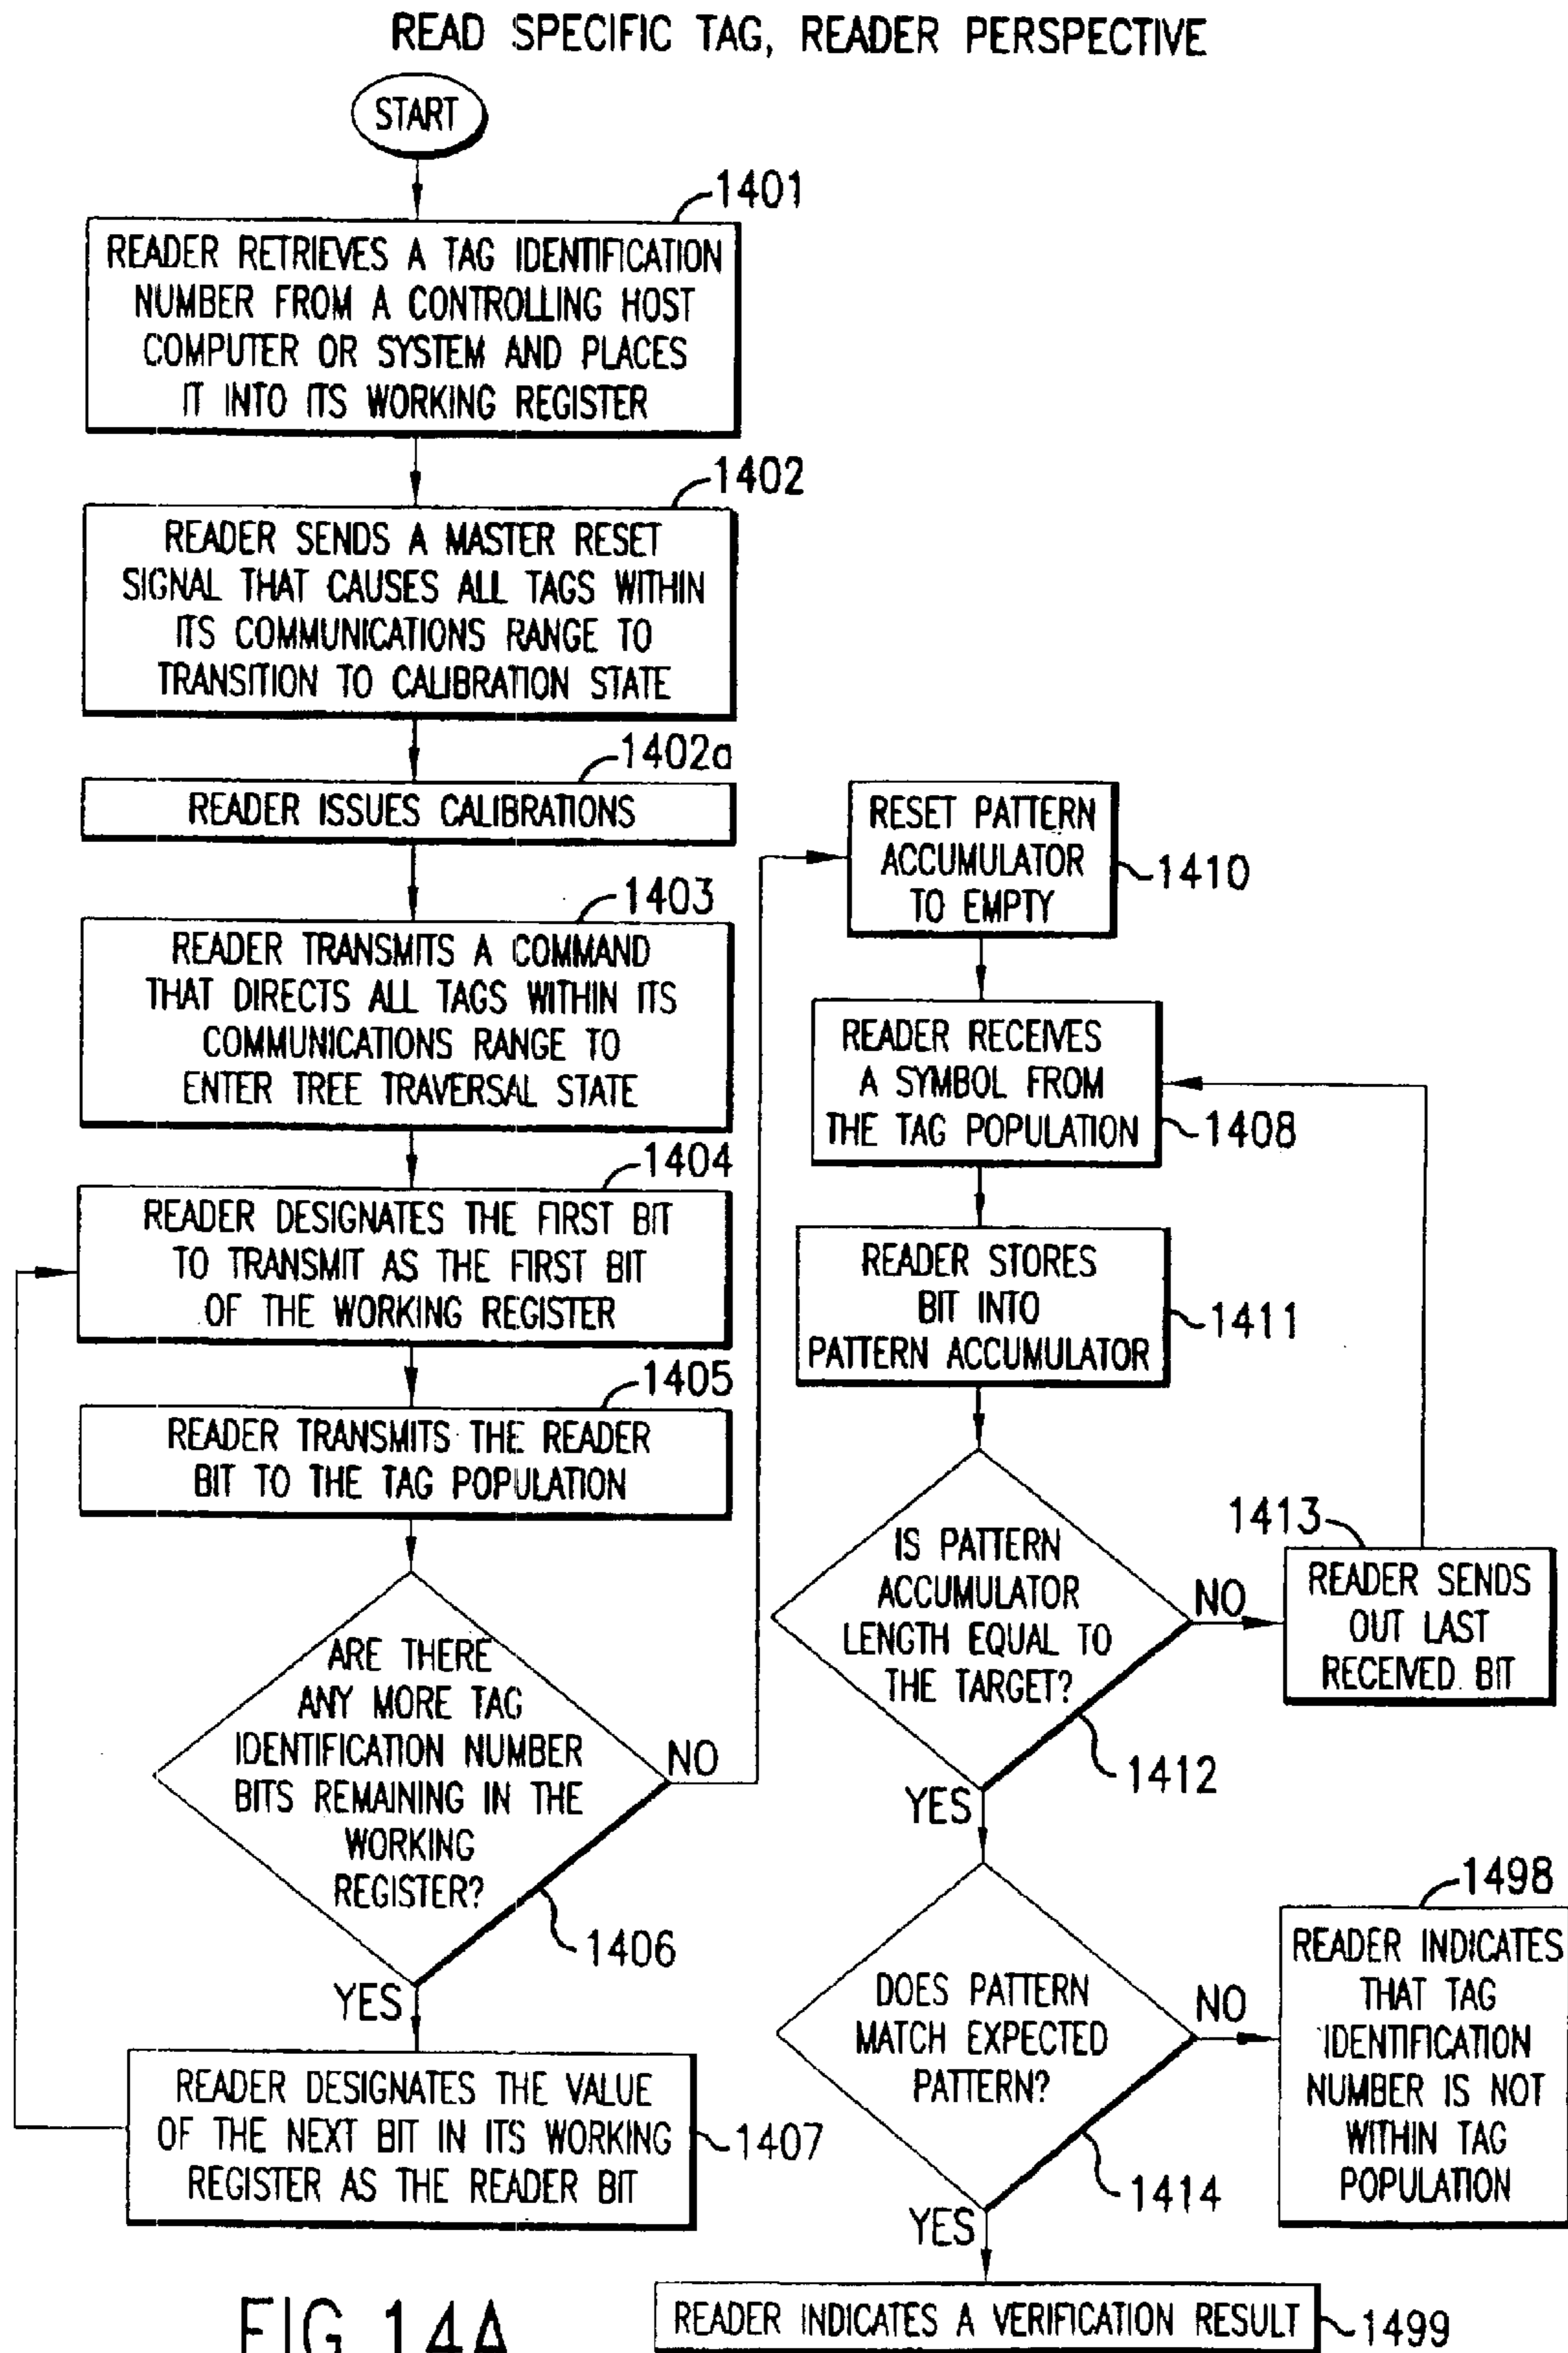 READ SPECIFIC TAG, READER PERSPECTIVE
START
1401
READER RETRIEVES A TAG IDENTIFICATION
NUMBER FROM A CONTROLLING HOST
COMPUTER OR SYSTEM AND PLACES
IT INTO ITS WORKING REGISTER
1402
READER SENDS A MASTER RESET
SIGNAL THAT CAUSES ALL TAGS WITHIN
ITS COMMUNICATIONS RANGE TO
TRANSITION TO CALIBRATION STATE
1402a
READER ISSUES CALIBRATIONS
1403
READER TRANSMITS A COMMAND
THAT DIRECTS ALL TAGS WITHIN ITS
COMMUNICATIONS RANGE TO
ENTER TREE TRAVERSAL STATE
1404
READER DESIGNATES THE FIRST BIT
TO TRANSMIT AS THE FIRST BIT
OF THE WORKING REGISTER
1405
READER TRANSMITS THE READER
BIT TO THE TAG POPULATION
ARE THERE
ANY MORE TAG
IDENTIFICATION NUMBER
BITS REMAINING IN THE
WORKING
REGISTER?
NO
1406
YES
READER DESIGNATES THE VALUE
OF THE NEXT BIT IN ITS WORKING
REGISTER AS THE READER BIT
1407
RESET PATTERN
ACCUMULATOR
TO EMPTY
1410
READER RECEIVES
A SYMBOL FROM
THE TAG POPULATION
1408
READER STORES
BIT INTO
PATTERN ACCUMULATOR
1411
IS PATTERN
ACCUMULATOR
LENGTH EQUAL TO
THE TARGET?
NO
1412
YES
1413
READER SENDS
OUT LAST
RECEIVED BIT
DOES PATTERN
MATCH EXPECTED
PATTERN?
NO
1414
YES
1498
READER INDICATES
THAT TAG
IDENTIFICATION
NUMBER IS NOT
WITHIN TAG
POPULATION
READER INDICATES A VERIFICATION RESULT
1499
FIG 14A